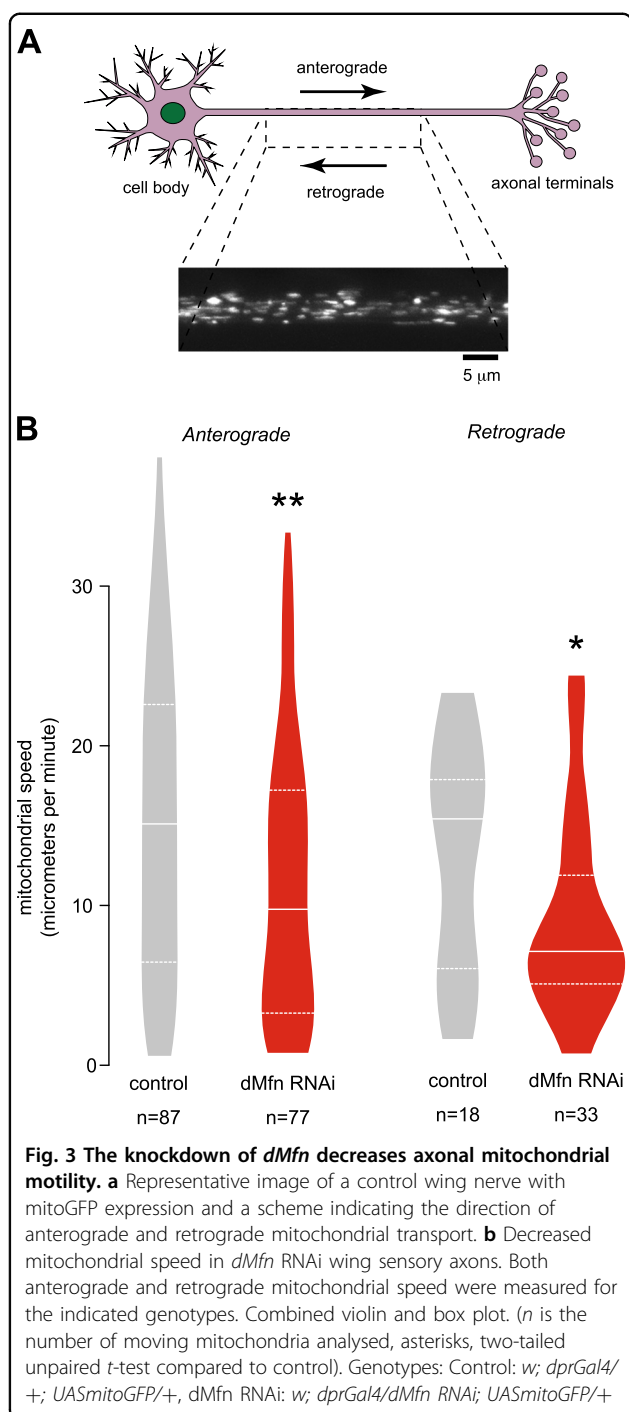 A
anterograde
cell body
retrograde
axonal terminals
5 μm
B
Anterograde
Retrograde
**
*
30
20
10
0
mitochondrial speed
(micrometers per minute)
control
dMfn RNAi
control
dMfn RNAi
n=87
n=77
n=18
n=33
Fig. 3 The knockdown of dMfn decreases axonal mitochondrial
motility. a Representative image of a control wing nerve with
mitoGFP expression and a scheme indicating the direction of
anterograde and retrograde mitochondrial transport. b Decreased
mitochondrial speed in dMfn RNAi wing sensory axons. Both
anterograde and retrograde mitochondrial speed were measured for
the indicated genotypes. Combined violin and box plot. (n is the
number of moving mitochondria analysed, asterisks, two-tailed
unpaired t-test compared to control). Genotypes: Control: w; dprGal4/
+; UASmitoGFP/+, dMfn RNAi: w; dprGal4/dMfn RNAi; UASmitoGFP/+